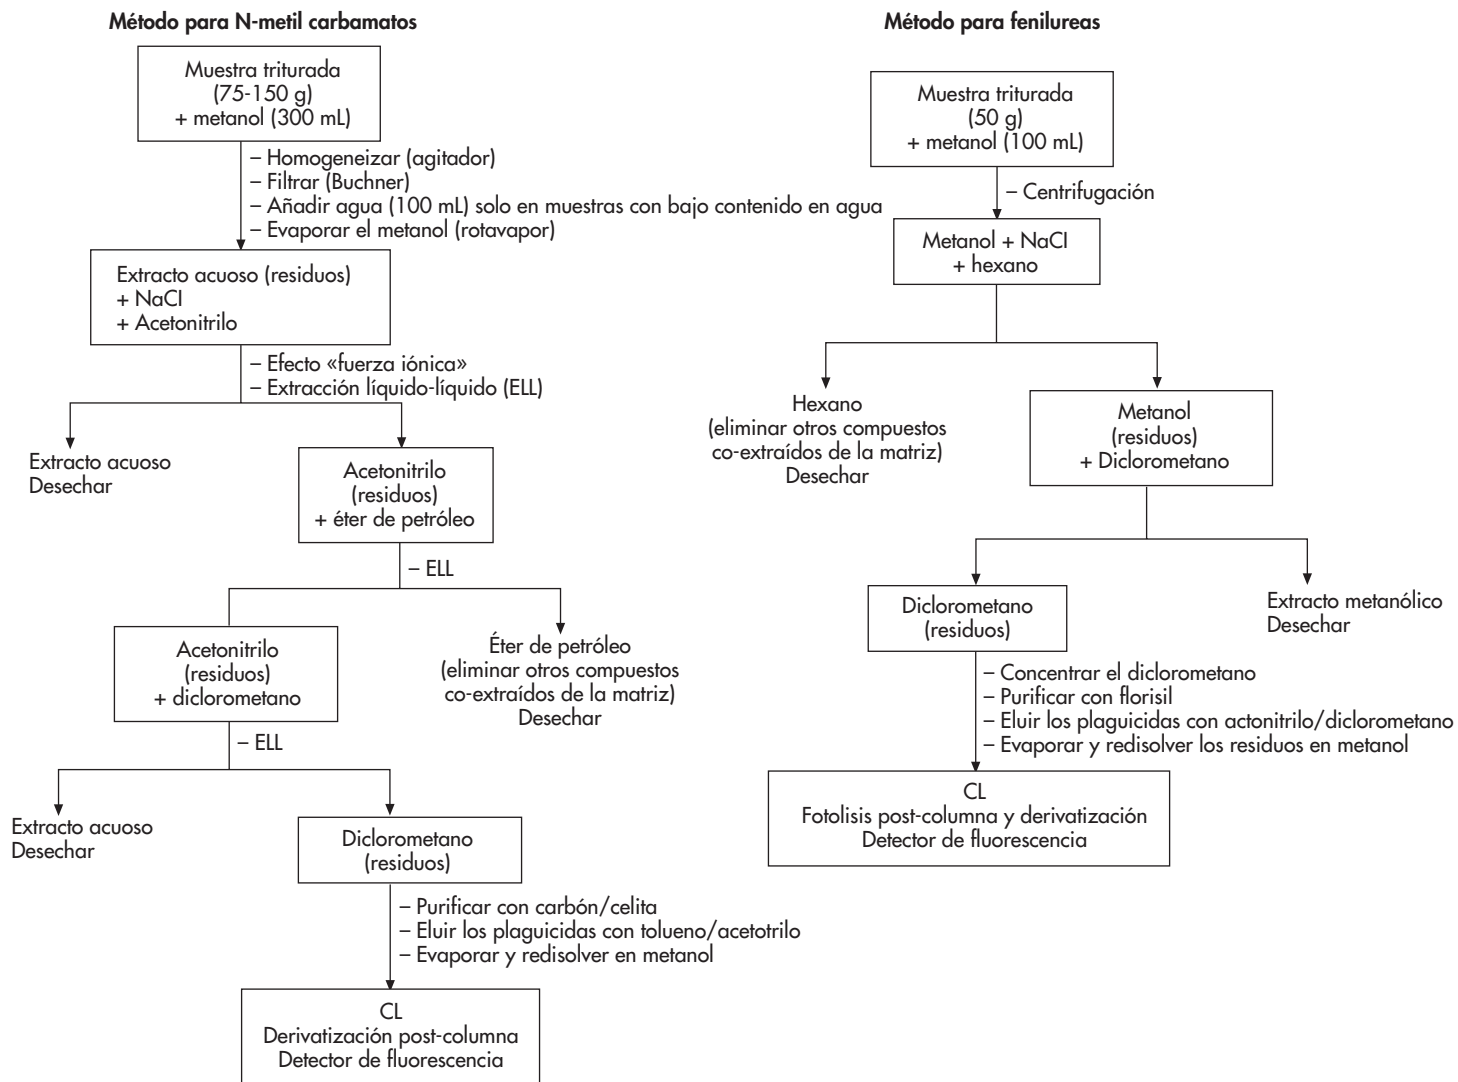 Método para N-metil carbamatos
Muestra triturada
(75-150 g)
+ metanol (300 mL)
– Homogeneizar (agitador)
– Filtrar (Buchner)
– Añadir agua (100 mL) solo en muestras con bajo contenido en agua
– Evaporar el metanol (rotavapor)
Extracto acuoso (residuos)
+ NaCl
+ Acetonitrilo
– Efecto «fuerza iónica»
– Extracción líquido-líquido (ELL)
Extracto acuoso
Desechar
Acetonitrilo
(residuos)
+ éter de petróleo
– ELL
Acetonitrilo
(residuos)
+ diclorometano
Éter de petróleo
(eliminar otros compuestos
co-extraídos de la matriz)
Desechar
– ELL
Extracto acuoso
Desechar
Diclorometano
(residuos)
– Purificar con carbón/celita
– Eluir los plaguicidas con tolueno/acetotrilo
– Evaporar y redisolver en metanol
CL
Derivatización post-columna
Detector de fluorescencia
Método para fenilureas
Muestra triturada
(50 g)
+ metanol (100 mL)
– Centrifugación
Metanol + NaCl
+ hexano
Hexano
(eliminar otros compuestos
co-extraídos de la matriz)
Desechar
Metanol
(residuos)
+ Diclorometano
Diclorometano
(residuos)
Extracto metanólico
Desechar
– Concentrar el diclorometano
– Purificar con florisil
– Eluir los plaguicidas con actonitrilo/diclorometano
– Evaporar y redisolver los residuos en metanol
CL
Fotolisis post-columna y derivatización
Detector de fluorescencia